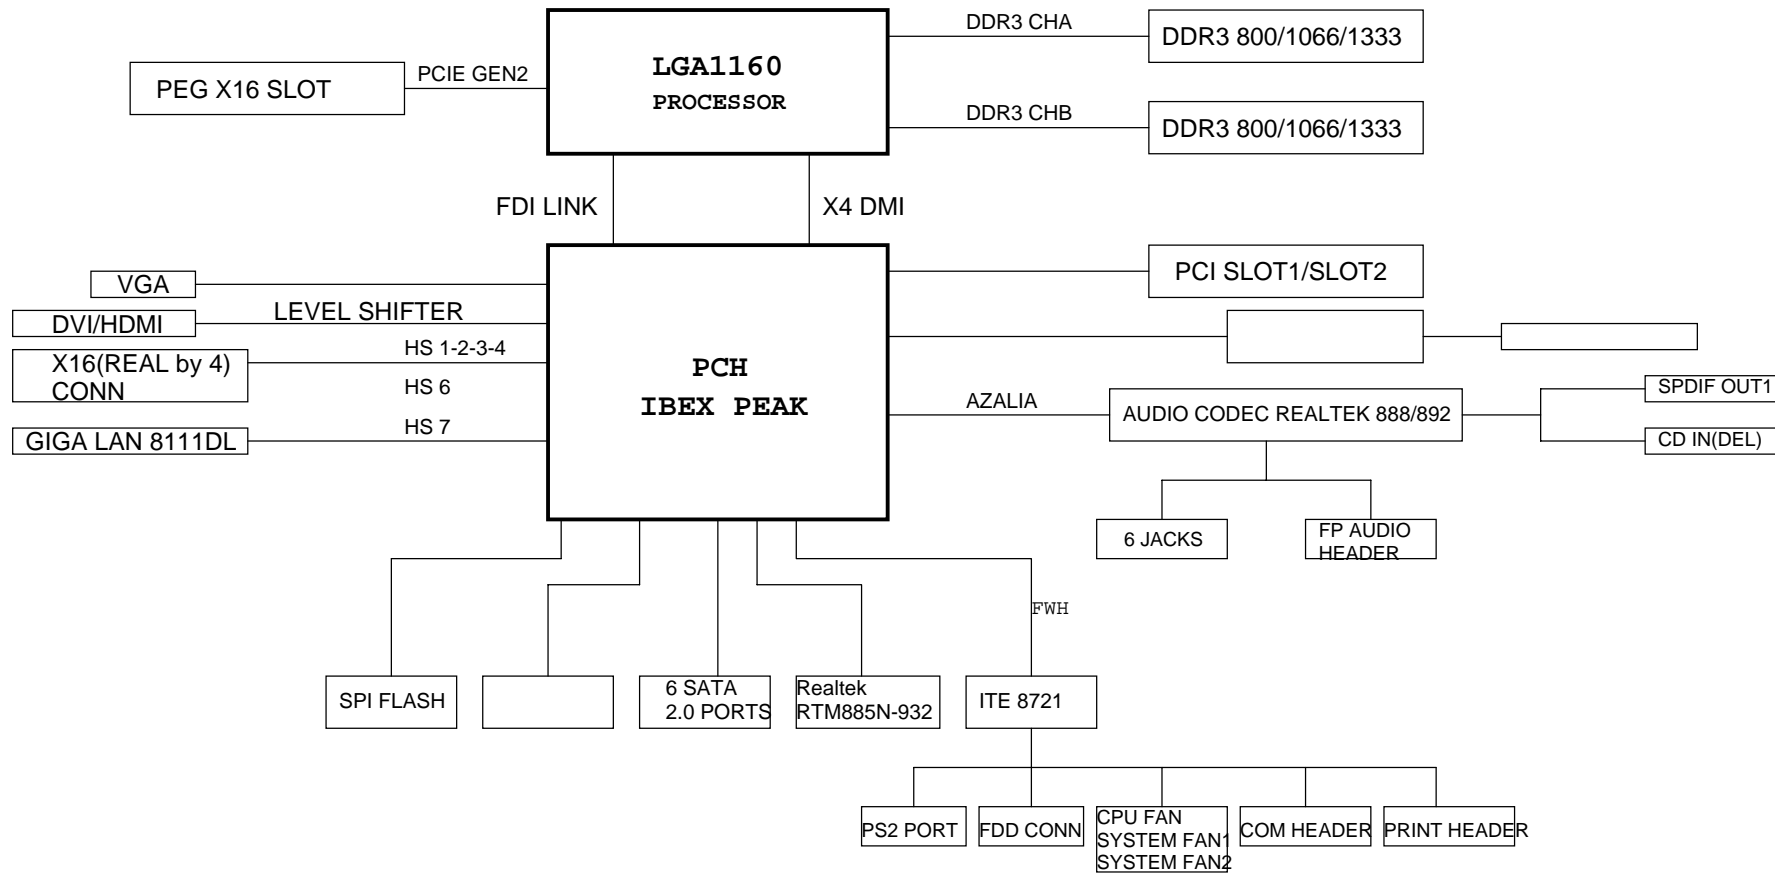 DDR3 CHA
DDR3 800/1066/1333
LGA1160
PROCESSOR
PCIE GEN2
PEG X16 SLOT
DDR3 CHB
DDR3 800/1066/1333
FDI LINK
X4 DMI
VGA
PCI SLOT1/SLOT2
LEVEL SHIFTER
DVI/HDMI
HS 1-2-3-4
X16(REAL by 4)
CONN
HS 6
PCH
IBEX PEAK
AZALIA
AUDIO CODEC REALTEK 888/892
SPDIF OUT1
CD IN(DEL)
HS 7
GIGA LAN 8111DL
6 JACKS
FP AUDIO
HEADER
FWH
SPI FLASH
6 SATA
2.0 PORTS
Realtek
RTM885N-932
ITE 8721
PS2 PORT
FDD CONN
CPU FAN
SYSTEM FAN1
SYSTEM FAN2
COM HEADER
PRINT HEADER